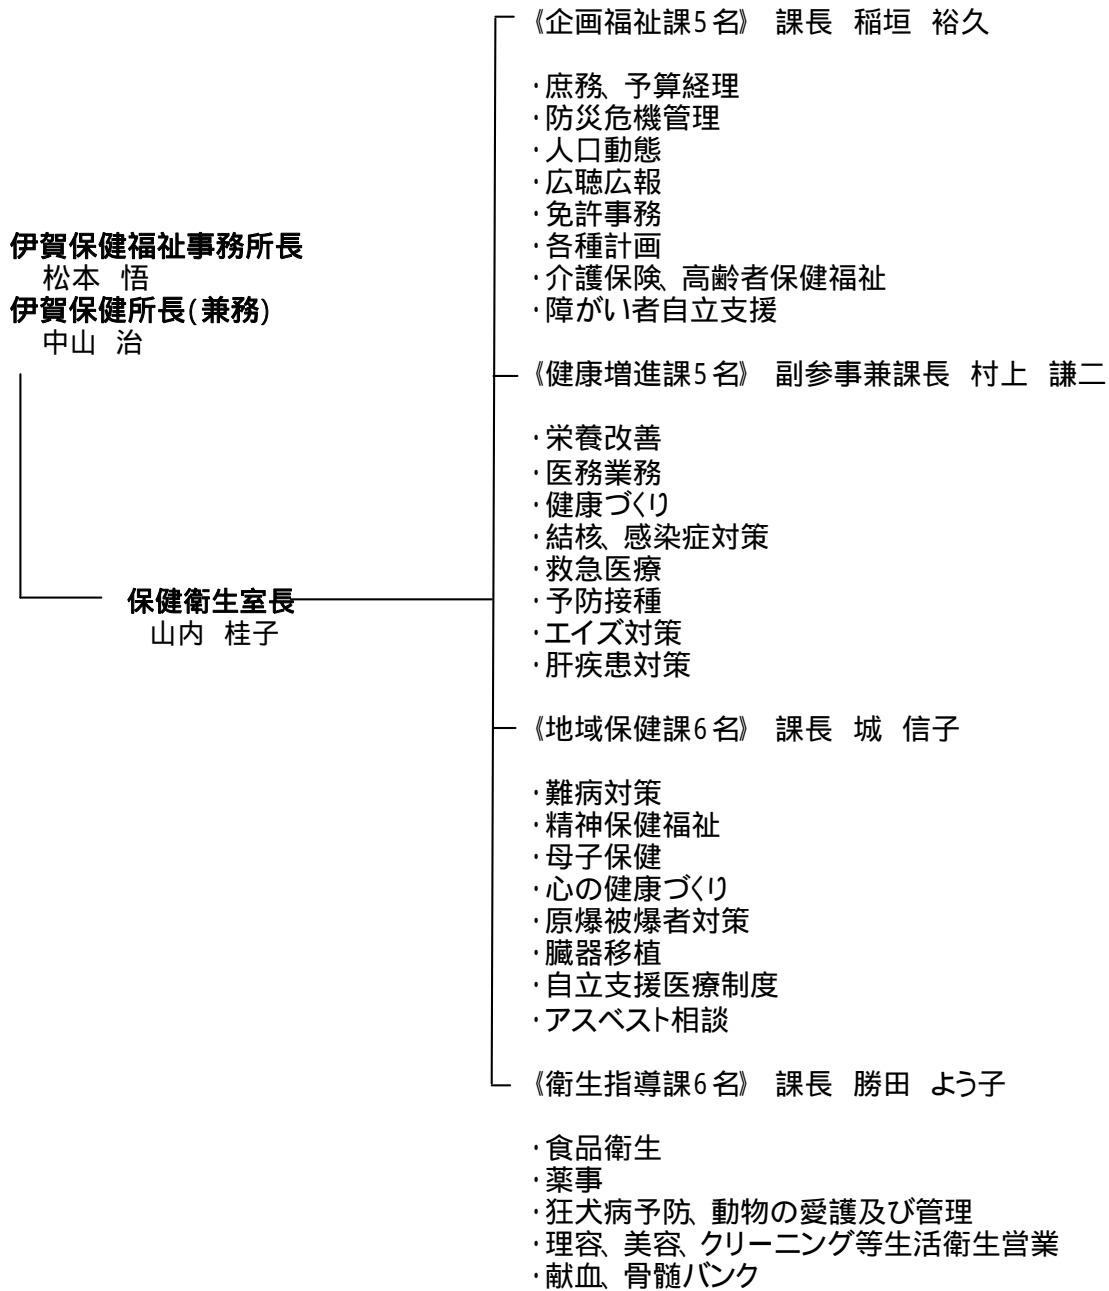 伊賀保健福祉事務所長
松本 悟
伊賀保健所長(兼務)
中山 治
保健衛生室長
山内 桂子
《企画福祉課5名》 課長 稲垣 裕久
・庶務、予算経理
・防災危機管理
・人口動態
・広聴広報
・免許事務
・各種計画
・介護保険、高齢者保健福祉
・障がい者自立支援
《健康増進課5名》 副参事兼課長 村上 謙二
・栄養改善
・医務業務
・健康づくり
・結核、感染症対策
・救急医療
・予防接種
・エイズ対策
・肝疾患対策
《地域保健課6名》 課長 城 信子
・難病対策
・精神保健福祉
・母子保健
・心の健康づくり
・原爆被爆者対策
・臓器移植
・自立支援医療制度
・アスベスト相談
《衛生指導課6名》 課長 勝田 よう子
・食品衛生
・薬事
・狂犬病予防、動物の愛護及び管理
・理容、美容、クリーニング等生活衛生営業
・献血、骨髄バンク